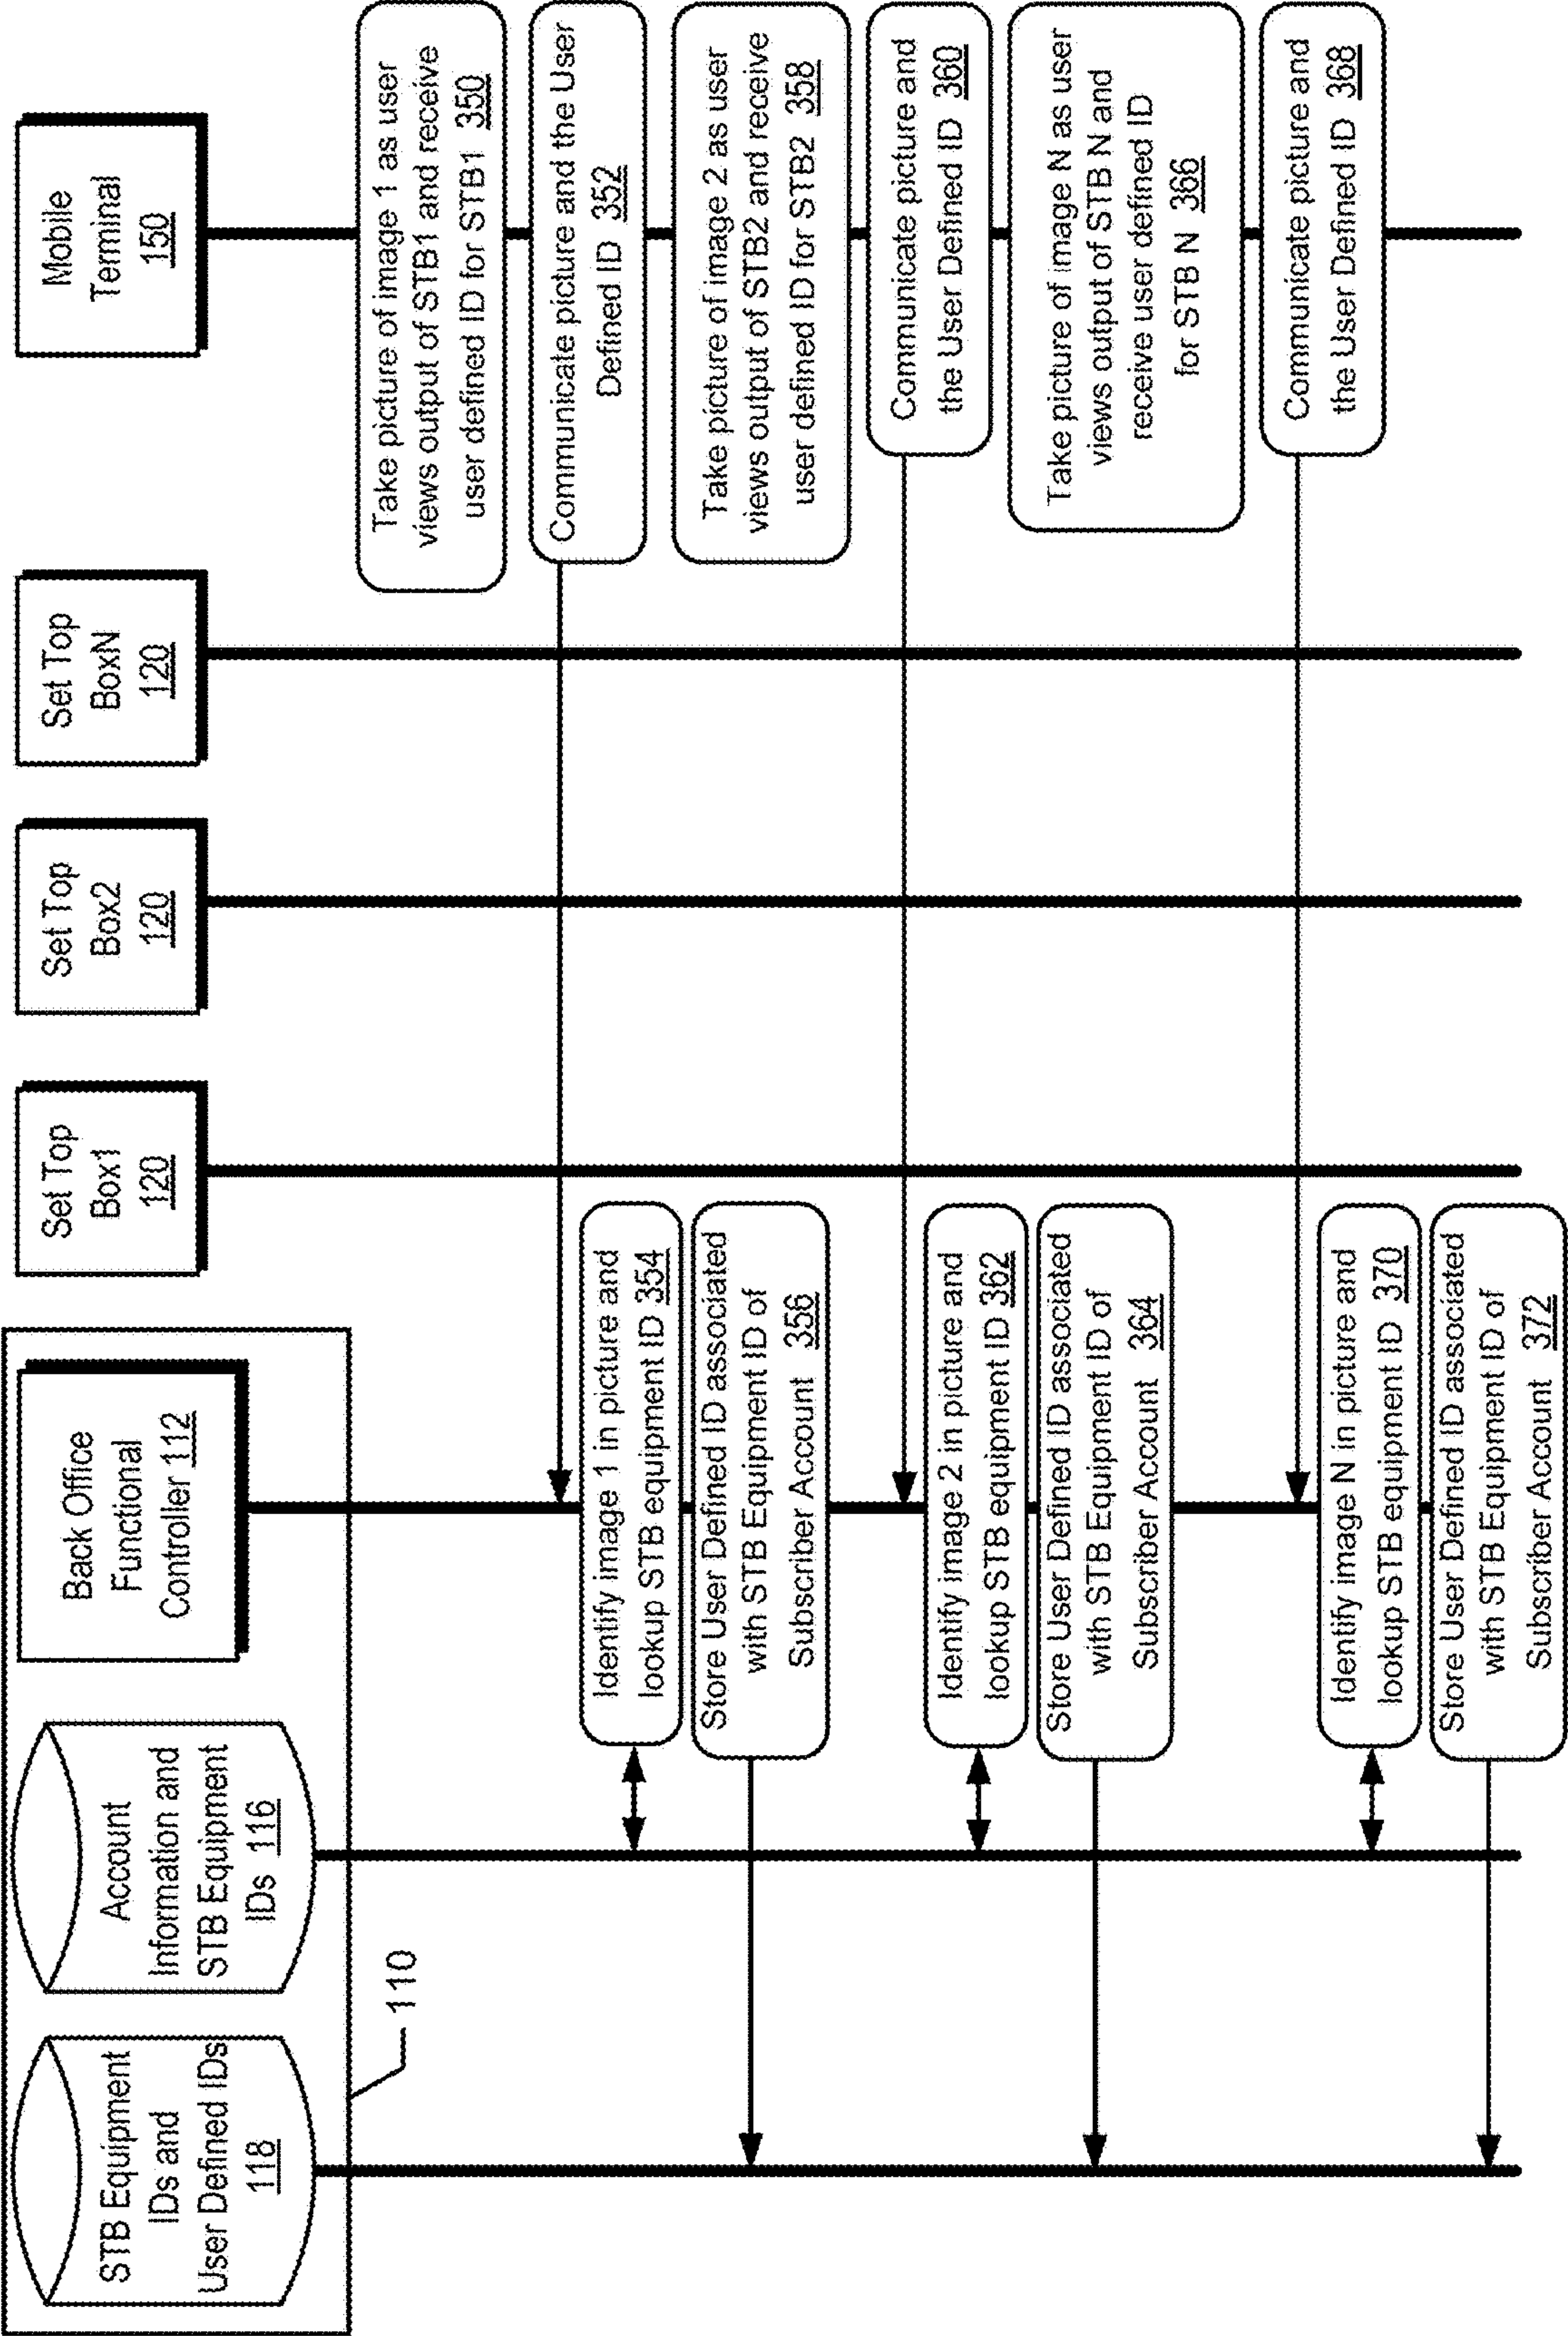 STB Equipment
IDs and
User Defined IDs
118
Account
Information and
STB Equipment
IDs 116
Back Office
Functional
Controller 112
Set Top
Box1
120
Set Top
Box2
120
Set Top
BoxN
120
Mobile
Terminal
150
110
Take picture of image 1 as user
views output of STB1 and receive
user defined ID for STB1 350
Communicate picture and the User
Defined ID 352
Identify image 1 in picture and
lookup STB equipment ID 354
Store User Defined ID associated
with STB Equipment ID of
Subscriber Account 356
Take picture of image 2 as user
views output of STB2 and receive
user defined ID for STB2 358
Communicate picture and
the User Defined ID 360
Identify image 2 in picture and
lookup STB equipment ID 362
Store User Defined ID associated
with STB Equipment ID of
Subscriber Account 364
Take picture of image N as user
views output of STB N and
receive user defined ID
for STB N 366
Communicate picture and
the User Defined ID 368
Identify image N in picture and
lookup STB equipment ID 370
Store User Defined ID associated
with STB Equipment ID of
Subscriber Account 372